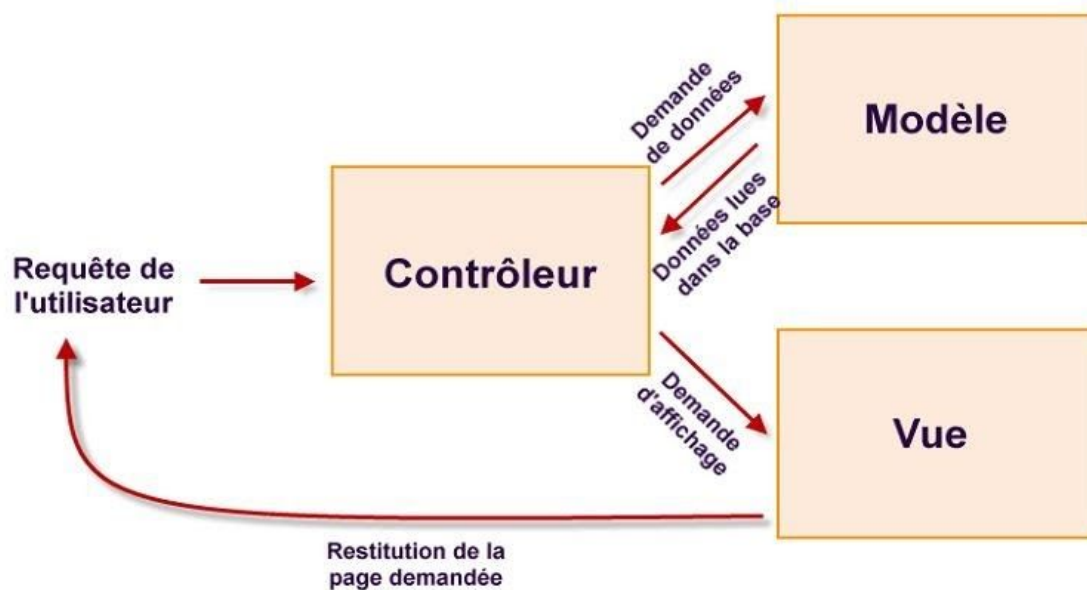 Demande
de données
Modèle
Données lues
dans la base
Contrôleur
Requête de
l'utilisateur
Demande
d'affichage
Vue
Restitution de la
page demandée